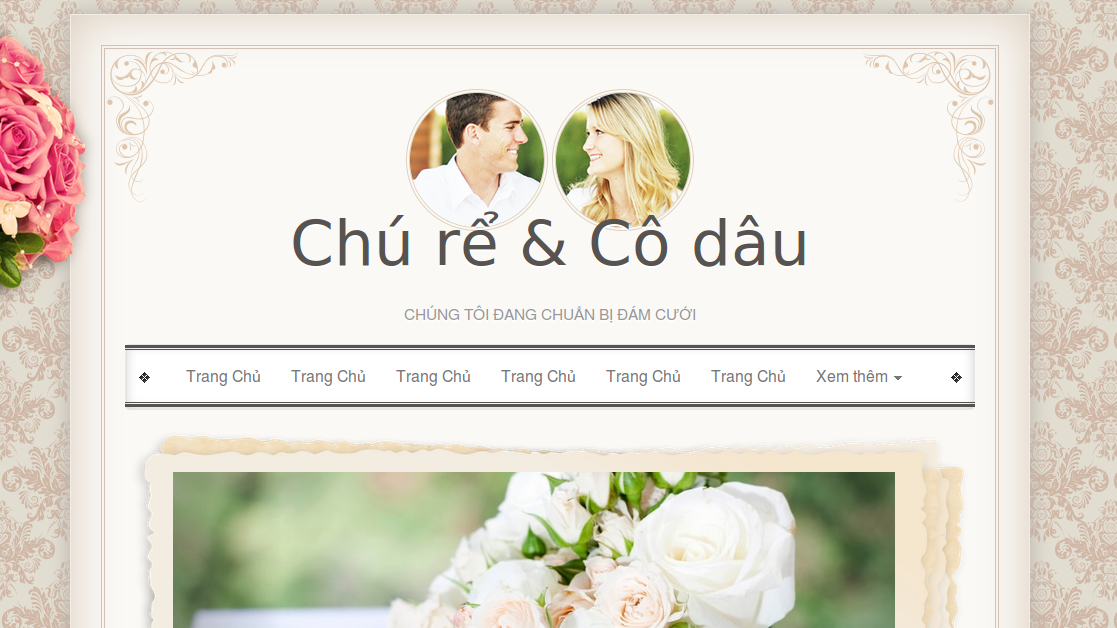 Chú rể & Cô dâu
CHÚNG TÔI ĐANG CHUẨN BỊ ĐÁM CƯỚI
Trang Chủ Trang Chủ Trang Chủ Trang Chủ Trang Chủ Trang Chủ Xem thêm